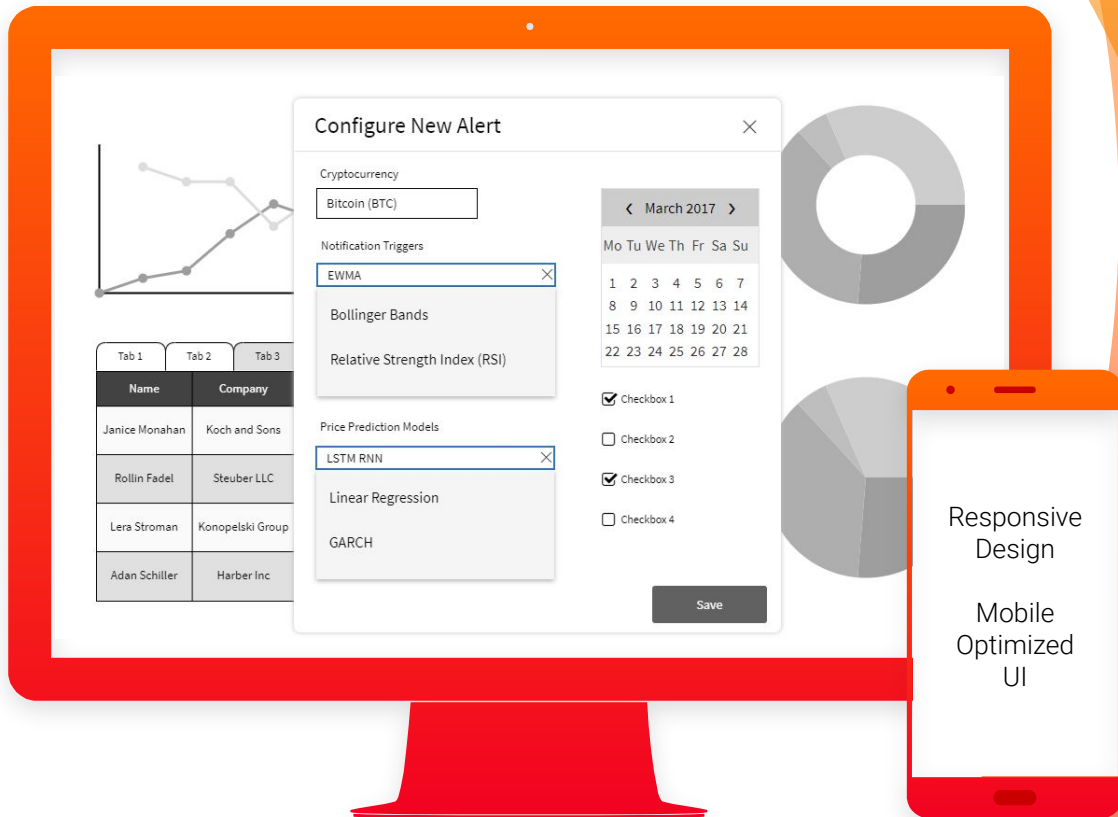 Configure New Alert
Cryptocurrency
Bitcoin (BTC)
Notification Triggers
EWMA
Bollinger Bands
Relative Strength Index (RSI)
Price Prediction Models
LSTM RNN
Linear Regression
GARCH
March 2017
Mo Tu We Th Fr Sa Su
1 2 3 4 5 6 7
8 9 10 11 12 13 14
15 16 17 18 19 20 21
22 23 24 25 26 27 28
Checkbox 1
Checkbox 2
Checkbox 3
Checkbox 4
Save
Tab 1 Tab 2 Tab 3
Name Company
Janice Monahan Koch and Sons
Rollin Fadel Steuber LLC
Lera Stroman Konopelski Group
Adan Schiller Harber Inc
Responsive
Design
Mobile
Optimized
UI